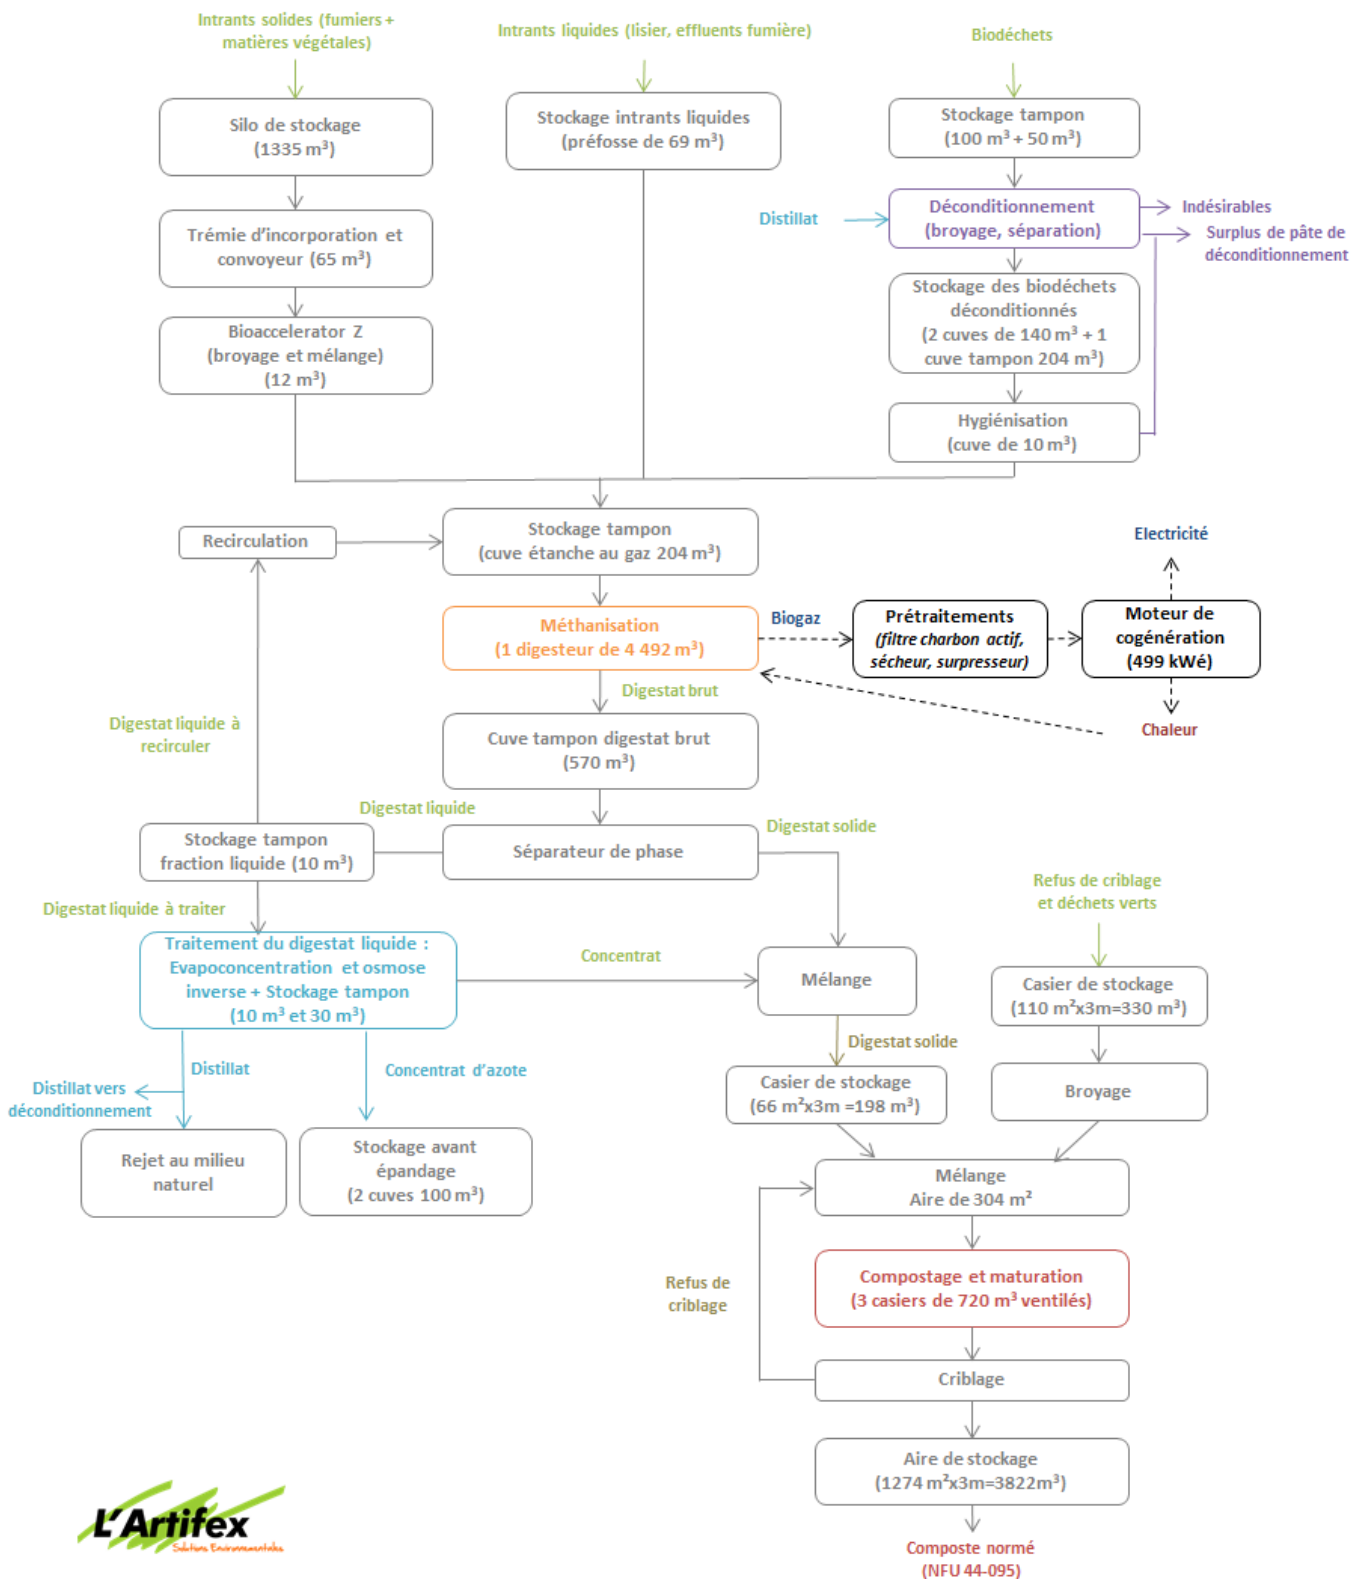 Intrants solides (fumiers +
matières végétales)
Intrants liquides (lisier, effluents fumière)
Biodéchets
Silo de stockage
(1335 m³)
Stockage intrants liquides
(préfosse de 69 m³)
Stockage tampon
(100 m³ + 50 m³)
Trémie d'incorporation et
convoyeur (65 m³)
Distillat
Déconditionnement
(broyage, séparation)
Indésirables
Surplus de pâte de
déconditionnement
Bioaccelerator Z
(broyage et mélange)
(12 m³)
Stockage des biodéchets
déconditionnés
(2 cuves de 140 m³ + 1
cuve tampon 204 m³)
Hygiénisation
(cuve de 10 m³)
Recirculation
Stockage tampon
(cuve étanche au gaz 204 m³)
Electricité
Méthanisation
(1 digesteur de 4 492 m³)
Biogaz
Prétraitements
(filtre charbon actif,
sécheur, surpresseur)
Moteur de
cogénération
(499 kWé)
Digestat brut
Chaleur
Digestat liquide à
recirculer
Cuve tampon digestat brut
(570 m³)
Digestat liquide
Digestat solide
Stockage tampon
fraction liquide (10 m³)
Séparateur de phase
Refus de criblage
et déchets verts
Digestat liquide à traiter
Traitement du digestat liquide :
Evapoconcentration et osmose
inverse + Stockage tampon
(10 m³ et 30 m³)
Concentrat
Mélange
Casier de stockage
(110 m²x3m=330 m³)
Digestat solide
Distillat
Concentrat d'azote
Distillat vers
déconditionnement
Casier de stockage
(66 m²x3m =198 m³)
Broyage
Rejet au milieu
naturel
Stockage avant
épandage
(2 cuves 100 m³)
Mélange
Aire de 304 m²
Refus de
criblage
Compostage et maturation
(3 casiers de 720 m³ ventilés)
Criblage
Aire de stockage
(1274 m²x3m=3822m³)
L'Artifex
Solutions Environnementales
Composte normé
(NFU 44-095)